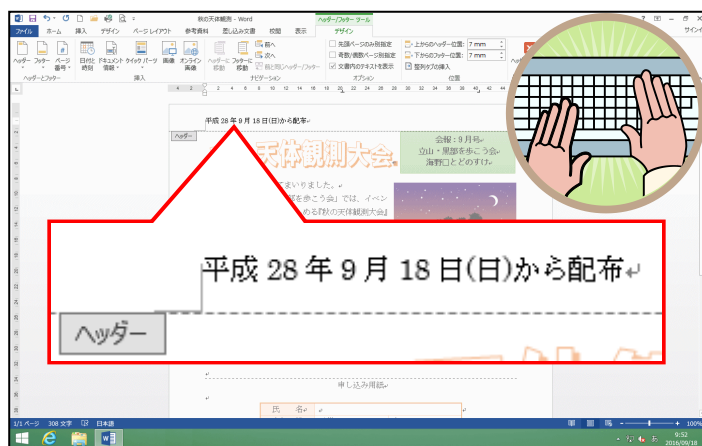 秋の天体観測 - Word
ヘッダー/フッター ツール
ファイル ホーム 挿入 デザイン ページ レイアウト 参考資料 差し込み文書 校閲 表示 デザイン サインイ
ヘッダー フッター ページ番号 日付と時刻 ドキュメント情報 クイック パーツ 画像 オンライン画像 ヘッダーに移動 フッターに移動
前へ
次へ
前と同じヘッダー/フッター
先頭ページのみ別指定
奇数/偶数ページ別指定
文書内のテキストを表示
上からのヘッダー位置: 7 mm
下からのフッター位置: 7 mm
整列タブの挿入
ヘッダーとフッター 挿入 ナビゲーション オプション 位置
平成 28 年 9 月 18 日(日)から配布
ヘッダー
天体観測大会
会報:9月号
立山・黒部を歩こう会
てまいりました。
部を歩こう会」では、イベン
める『秋の天体観測大会』
平成 28 年 9 月 18 日(日)から配布
ヘッダー
申し込み用紙
氏 名
1/1 ページ 308 文字 日本語 100%
9:52
2016/09/18